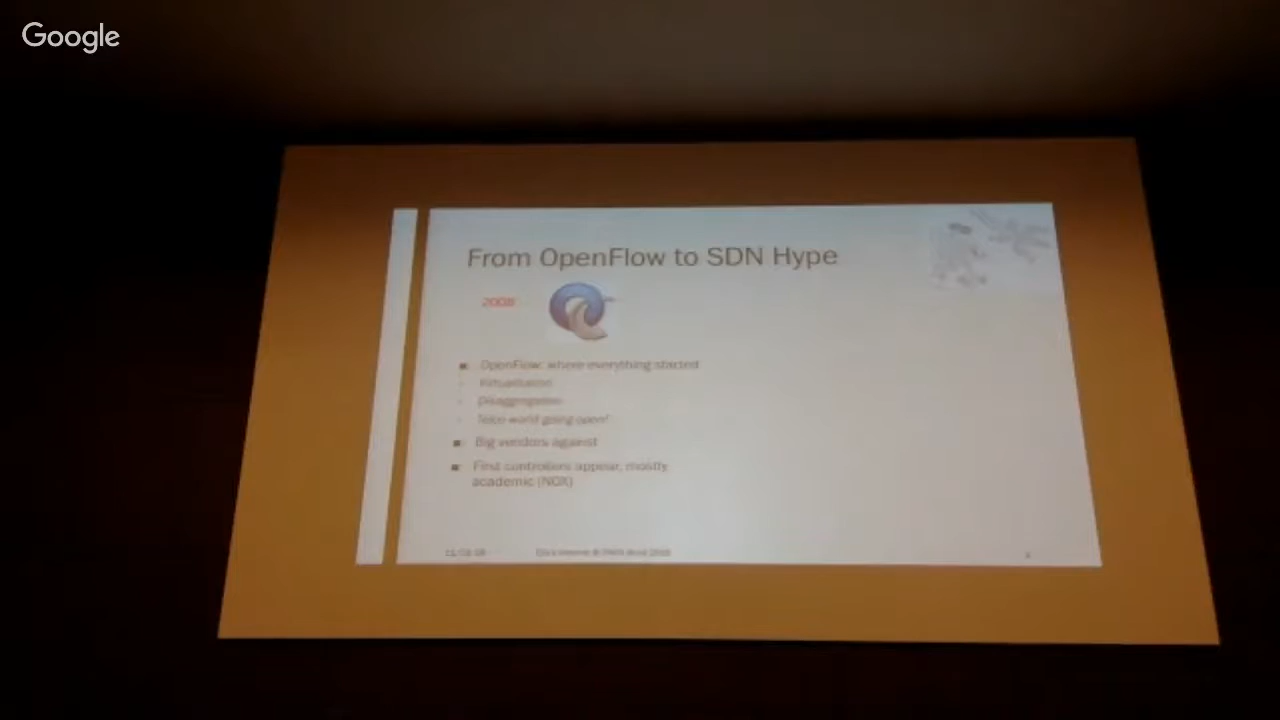 Google
From OpenFlow to SDN Hype
2008
OpenFlow: where everything started
Virtualization
Disaggregation
Telco world going open!
Big vendors against
First controllers appear, mostly
academic (NOX)